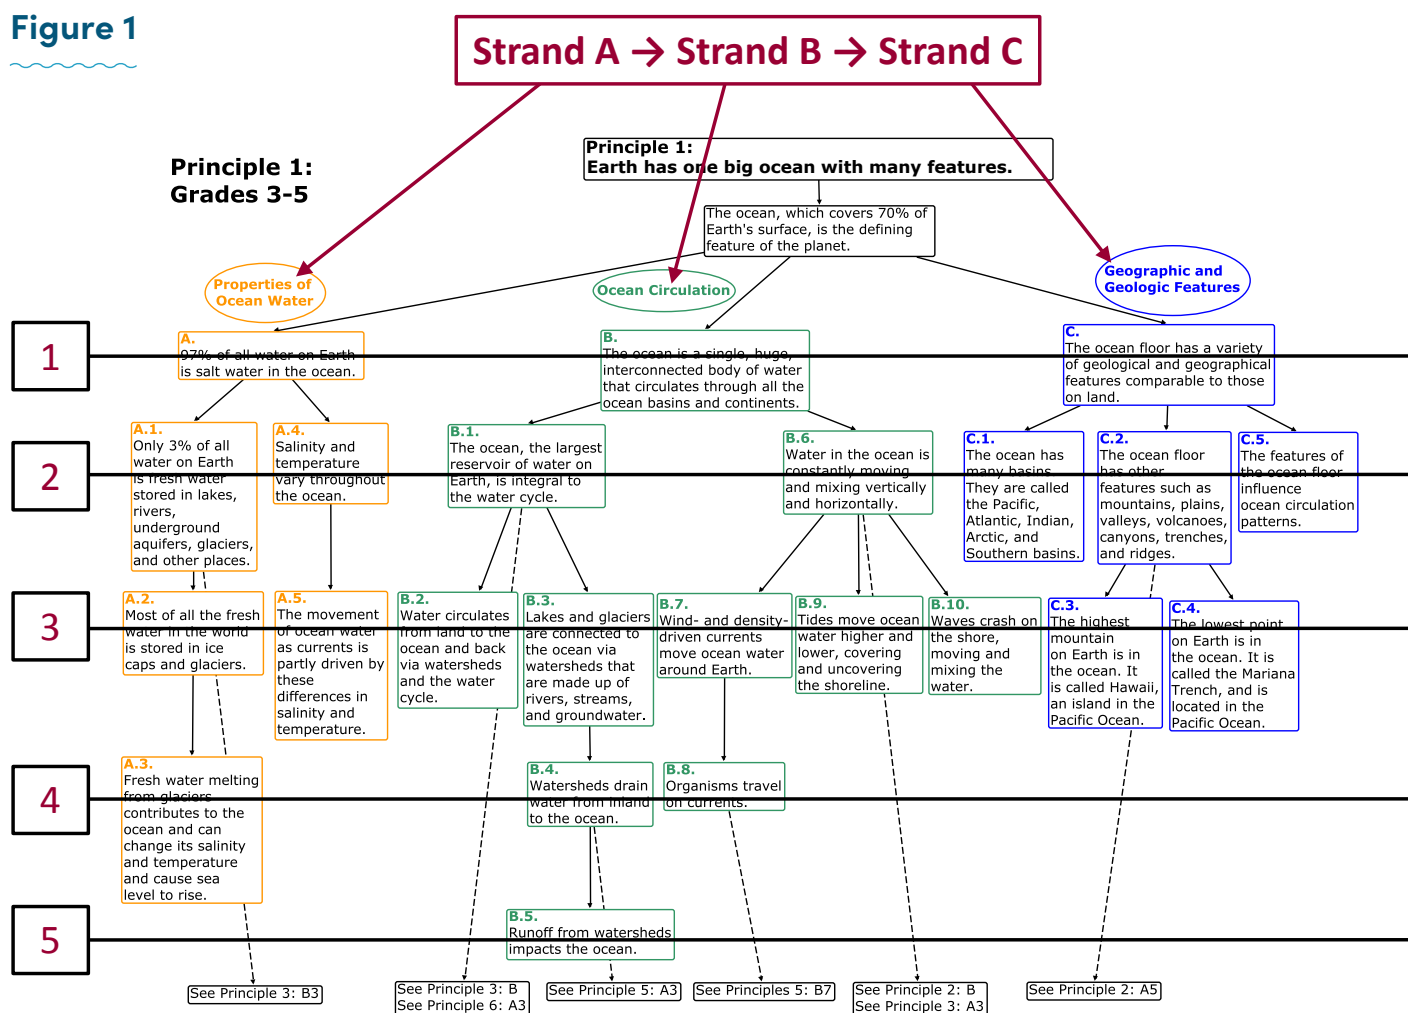 Figure 1
Strand A → Strand B → Strand C
Principle 1:
Grades 3-5
Principle 1:
Earth has one big ocean with many features.
The ocean, which covers 70% of
Earth's surface, is the defining
feature of the planet.
Properties of
Ocean Water
Ocean Circulation
Geographic and
Geologic Features
1
A.
97% of all water on Earth
is salt water in the ocean.
B.
The ocean is a single, huge,
interconnected body of water
that circulates through all the
ocean basins and continents.
C.
The ocean floor has a variety
of geological and geographical
features comparable to those
on land.
2
A.1.
Only 3% of all
water on Earth
is fresh water
stored in lakes,
rivers,
underground
aquifers, glaciers,
and other places.
A.4.
Salinity and
temperature
vary throughout
the ocean.
B.1.
The ocean, the largest
reservoir of water on
Earth, is integral to
the water cycle.
B.6.
Water in the ocean is
constantly moving
and mixing vertically
and horizontally.
C.1.
The ocean has
many basins.
They are called
the Pacific,
Atlantic, Indian,
Arctic, and
Southern basins.
C.2.
The ocean floor
has other
features such as
mountains, plains,
valleys, volcanoes,
canyons, trenches,
and ridges.
C.5.
The features of
the ocean floor
influence
ocean circulation
patterns.
3
A.2.
Most of all the fresh
water in the world
is stored in ice
caps and glaciers.
A.5.
The movement
of ocean water
as currents is
partly driven by
these
differences in
salinity and
temperature.
B.2.
Water circulates
from land to the
ocean and back
via watersheds
and the water
cycle.
B.3.
Lakes and glaciers
are connected to
the ocean via
watersheds that
are made up of
rivers, streams,
and groundwater.
B.7.
Wind- and density-
driven currents
move ocean water
around Earth.
B.9.
Tides move ocean
water higher and
lower, covering
and uncovering
the shoreline.
B.10.
Waves crash on
the shore,
moving and
mixing the
water.
C.3.
The highest
mountain
on Earth is in
the ocean. It
is called Hawaii,
an island in the
Pacific Ocean.
C.4.
The lowest point
on Earth is in
the ocean. It is
called the Mariana
Trench, and is
located in the
Pacific Ocean.
4
A.3.
Fresh water melting
from glaciers
contributes to the
ocean and can
change its salinity
and temperature
and cause sea
level to rise.
B.4.
Watersheds drain
water from inland
to the ocean.
B.8.
Organisms travel
on currents.
5
B.5.
Runoff from watersheds
impacts the ocean.
See Principle 3: B3
See Principle 3: B
See Principle 6: A3
See Principle 5: A3
See Principles 5: B7
See Principle 2: B
See Principle 3: A3
See Principle 2: A5